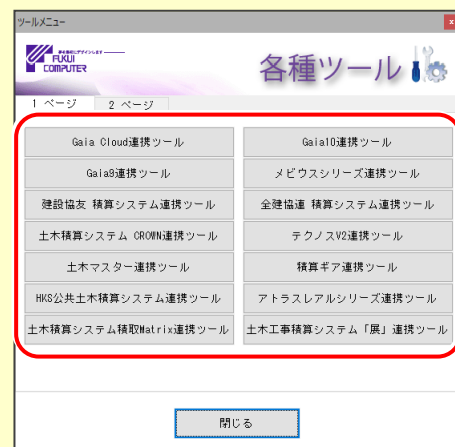 ツールメニュー
FUKUI
COMPUTER
各種ツール
1 ページ
2 ページ
Gaia Cloud連携ツール
Gaia10連携ツール
Gaia9連携ツール
メビウスシリーズ連携ツール
建設協友 積算システム連携ツール
全建協連 積算システム連携ツール
土木積算システム CROWN連携ツール
テクノスV2連携ツール
土木マスター連携ツール
積算ギア連携ツール
HKS公共土木積算システム連携ツール
アトラスレアルシリーズ連携ツール
土木積算システム積取Matrix連携ツール
土木工事積算システム「展」連携ツール
閉じる